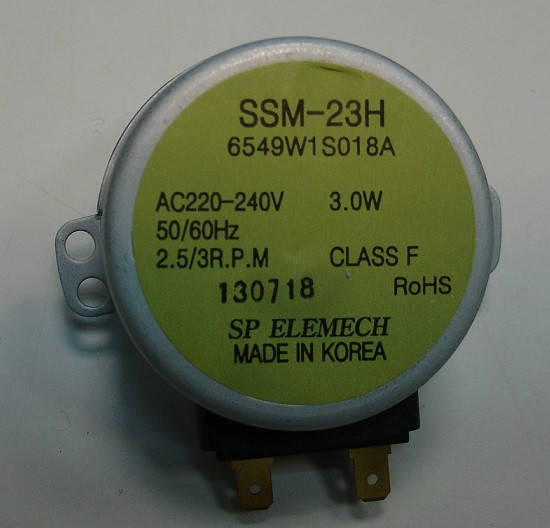 SSM-23H
6549W1S018A
AC220-240V 3.0W
50/60Hz
2.5/3R.P.M CLASS F
130718 RoHS
SP ELEMECH
MADE IN KOREA